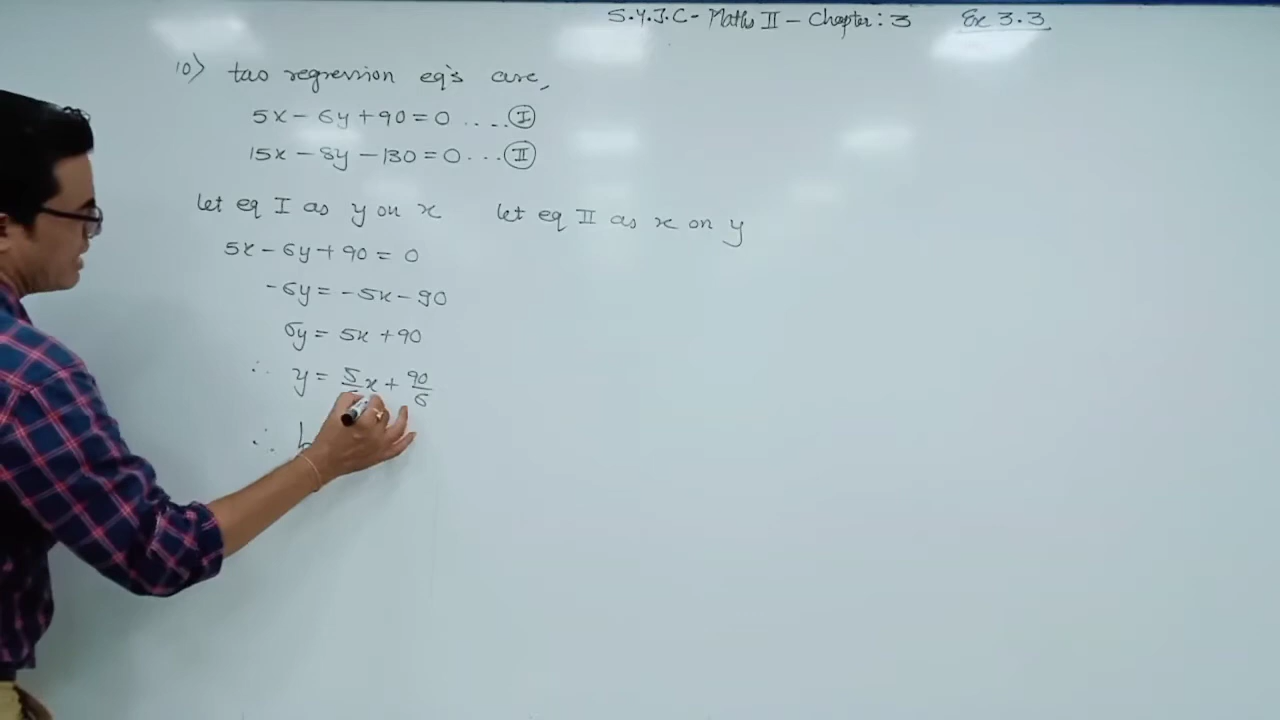 S.Y.J.C - Maths II - Chapter : 3 Ex 3.3
10) two regression eq's are,
5x - 6y + 90 = 0 .... I
15x - 8y - 130 = 0 ... II
let eq I as y on x let eq II as x on y
5x - 6y + 90 = 0
-6y = -5x - 90
6y = 5x + 90
∴ y = 5/ x + 90/6
∴ b